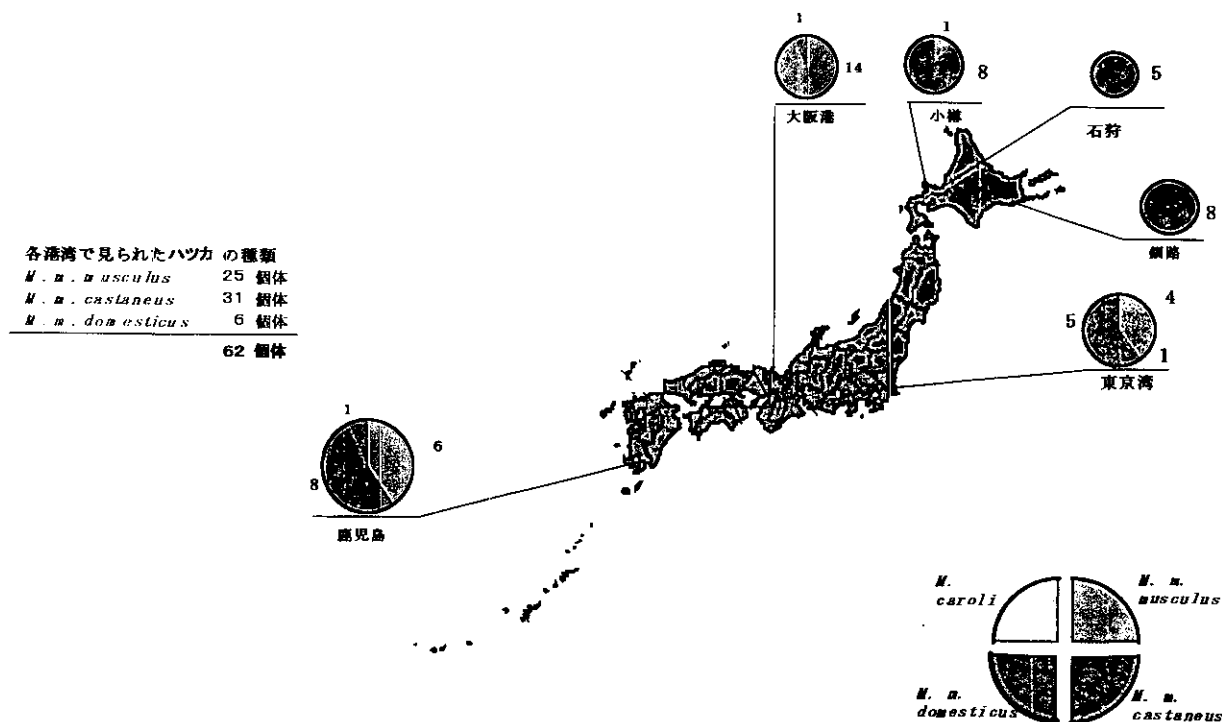 1
14
大阪港
1
8
小樽
5
石狩
8
釧路
各港湾で見られたハツカ の種類
M.m.musculus 25 個体
M.m.castaneus 31 個体
M.m.domesticus 6 個体
62 個体
5
4
1
東京湾
1
6
8
鹿児島
M.
caroli
M. m.
musculus
M. m.
domesticus
M. m.
castaneus